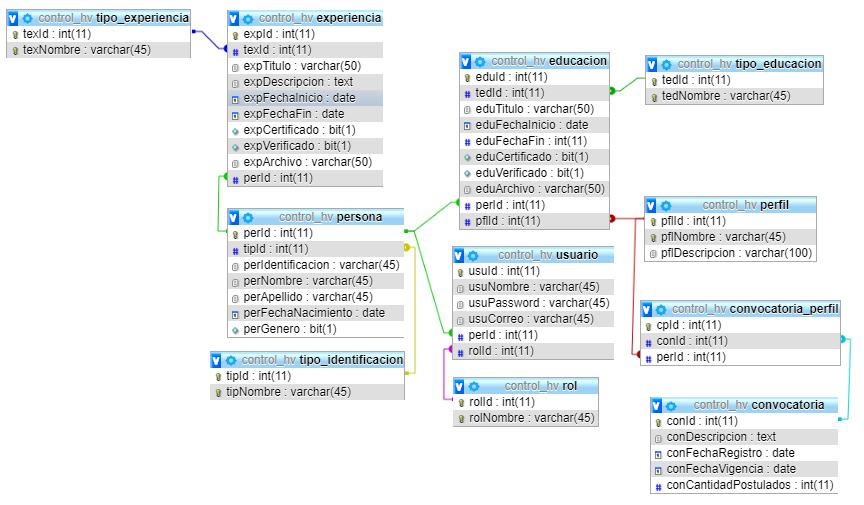 control_hv tipo_experiencia
texId : int(11)
texNombre : varchar(45)
control_hv experiencia
expId : int(11)
texId : int(11)
expTitulo : varchar(50)
expDescripcion : text
expFechaInicio : date
expFechaFin : date
expCertificado : bit(1)
expVerificado : bit(1)
expArchivo : varchar(50)
perId : int(11)
control_hv persona
perId : int(11)
tipId : int(11)
perIdentificacion : varchar(45)
perNombre : varchar(45)
perApellido : varchar(45)
perFechaNacimiento : date
perGenero : bit(1)
control_hv tipo_identificacion
tipId : int(11)
tipNombre : varchar(45)
control_hv educacion
eduId : int(11)
tedId : int(11)
eduTitulo : varchar(50)
eduFechaInicio : date
eduFechaFin : int(11)
eduCertificado : bit(1)
eduVerificado : bit(1)
eduArchivo : varchar(50)
perId : int(11)
pflId : int(11)
control_hv usuario
usuId : int(11)
usuNombre : varchar(45)
usuPassword : varchar(45)
usuCorreo : varchar(45)
perId : int(11)
rolId : int(11)
control_hv rol
rolId : int(11)
rolNombre : varchar(45)
control_hv tipo_educacion
tedId : int(11)
tedNombre : varchar(45)
control_hv perfil
pflId : int(11)
pflNombre : varchar(45)
pflDescripcion : varchar(100)
control_hv convocatoria_perfil
cpId : int(11)
conId : int(11)
perId : int(11)
control_hv convocatoria
conId : int(11)
conDescripcion : text
conFechaRegistro : date
conFechaVigencia : date
conCantidadPostulados : int(11)